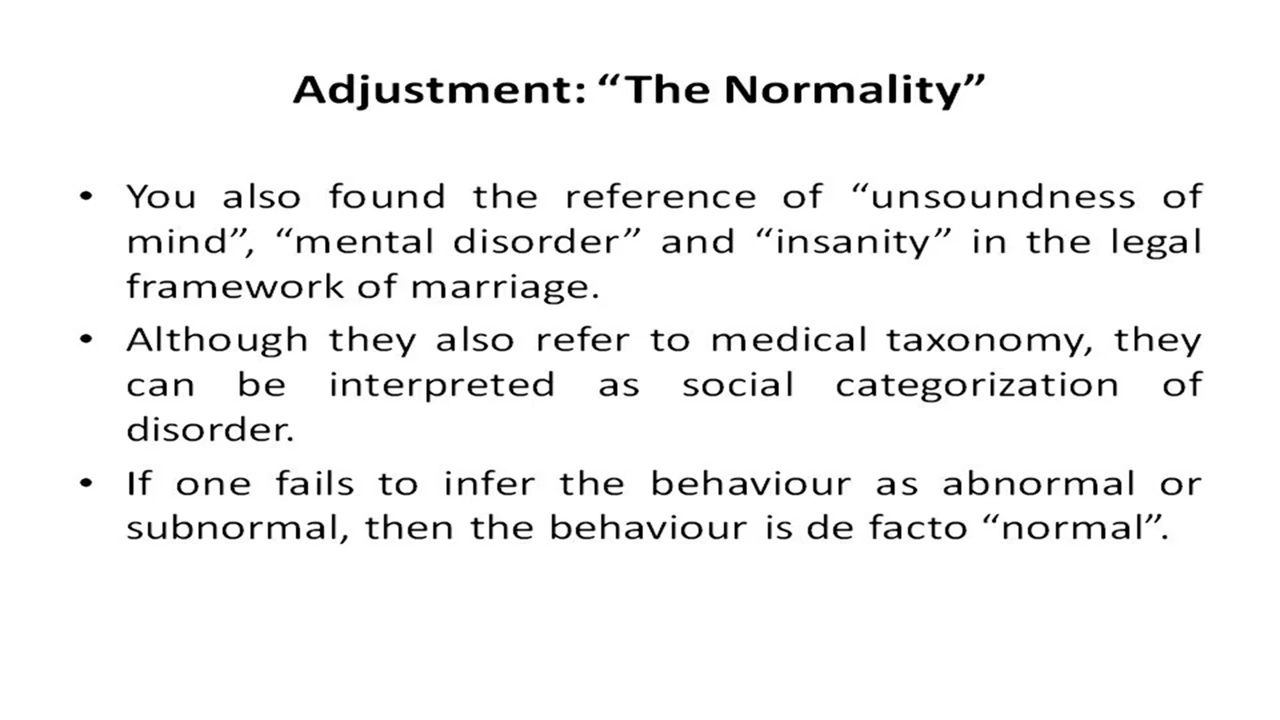 Adjustment: “The Normality”
• You also found the reference of “unsoundness of
mind”, “mental disorder” and “insanity” in the legal
framework of marriage.
• Although they also refer to medical taxonomy, they
can be interpreted as social categorization of
disorder.
• If one fails to infer the behaviour as abnormal or
subnormal, then the behaviour is de facto “normal”.